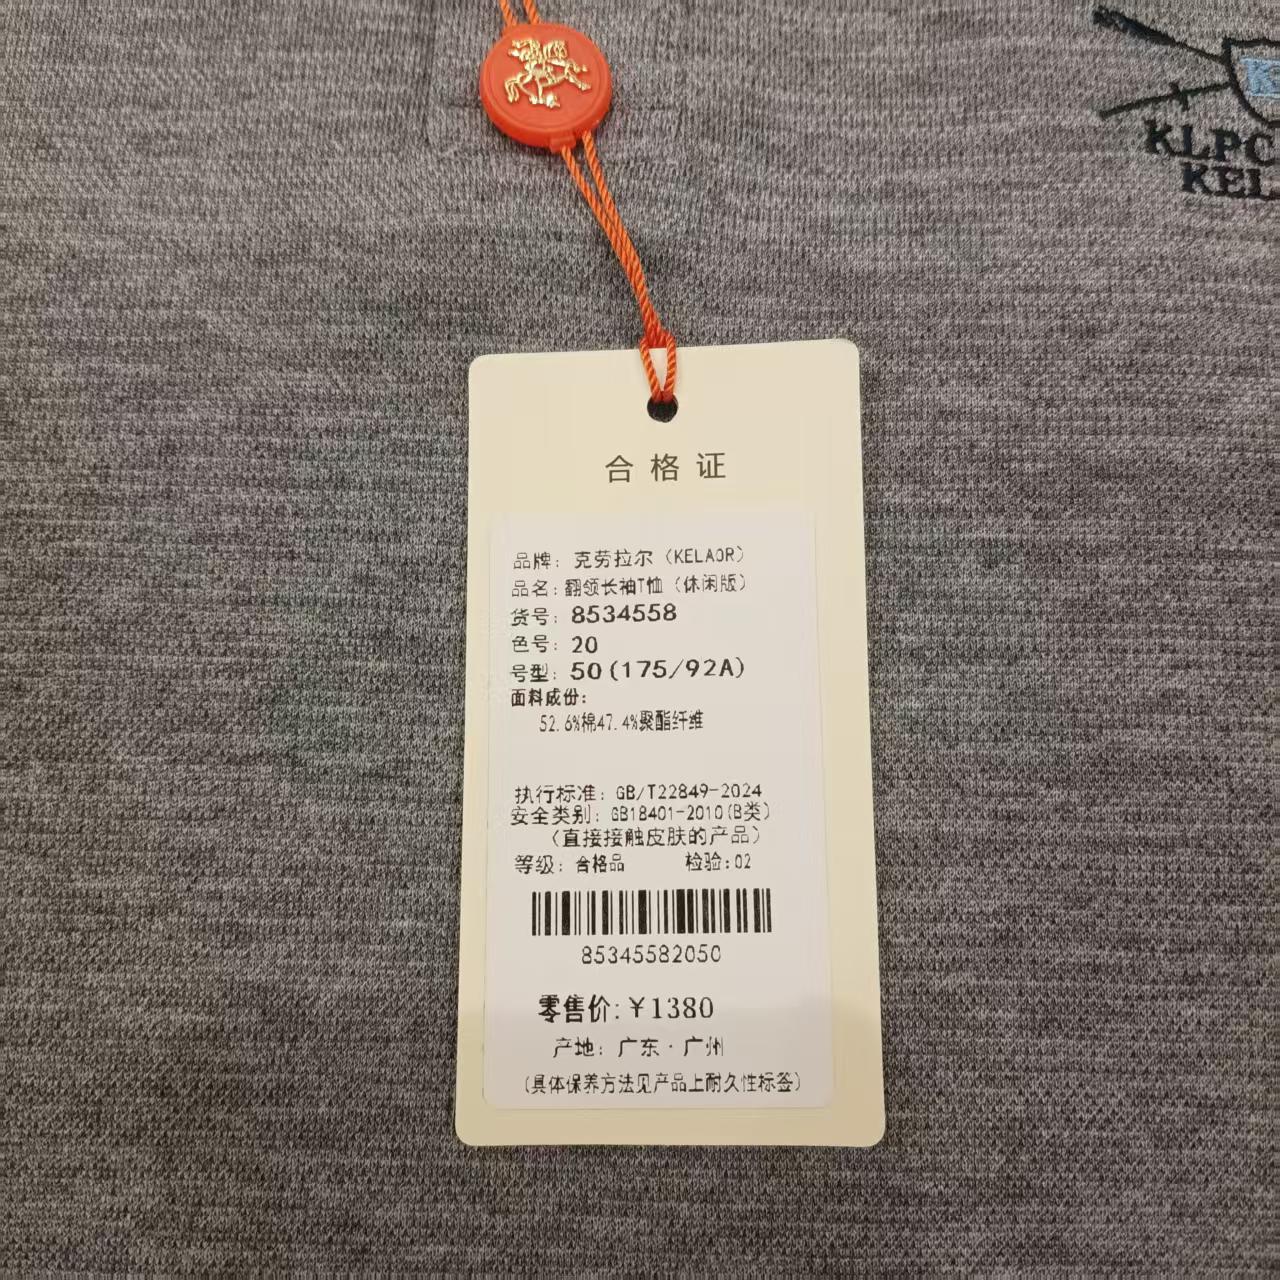 KLPC
KEL
合格证
品牌：克劳拉尔（KELAOR）
品名：翻领长袖T恤（休闲版）
货号：8534558
色号：20
号型：50(175/92A)
面料成份：
52.6%棉47.4%聚酯纤维
执行标准：GB/T22849-2024
安全类别：GB18401-2010(B类)
（直接接触皮肤的产品）
等级：合格品 检验:02
85345582050
零售价:￥1380
产地：广东·广州
（具体保养方法见产品上耐久性标签）